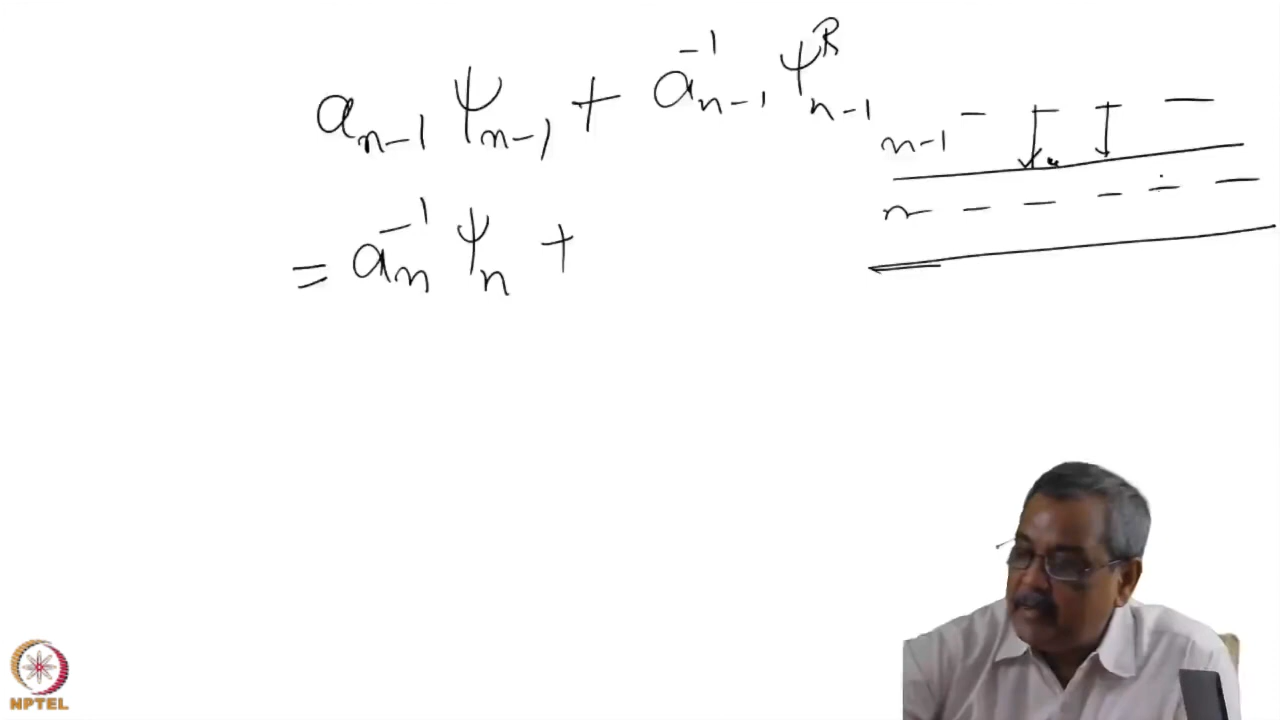 a_{n-1} ψ_{n-1} + a^{-1}_{n-1} ψ^R_{n-1}
n-1
n
= a^{-1}_n ψ_n +
NPTEL